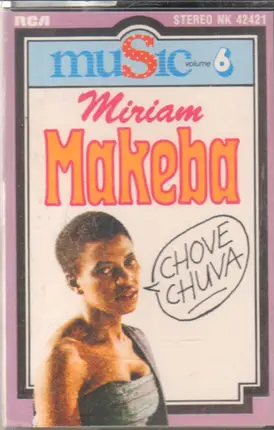 RCA STEREO NK 42421
muSic volume 6
Miriam
Makeba
CHOVE
CHUVA